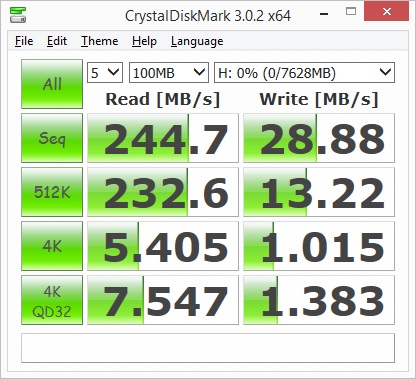 CrystalDiskMark 3.0.2 x64
File Edit Theme Help Language
All 5 100MB H: 0% (0/7628MB)
Read [MB/s] Write [MB/s]
Seq 244.7 28.88
512K 232.6 13.22
4K 5.405 1.015
4K
QD32 7.547 1.383